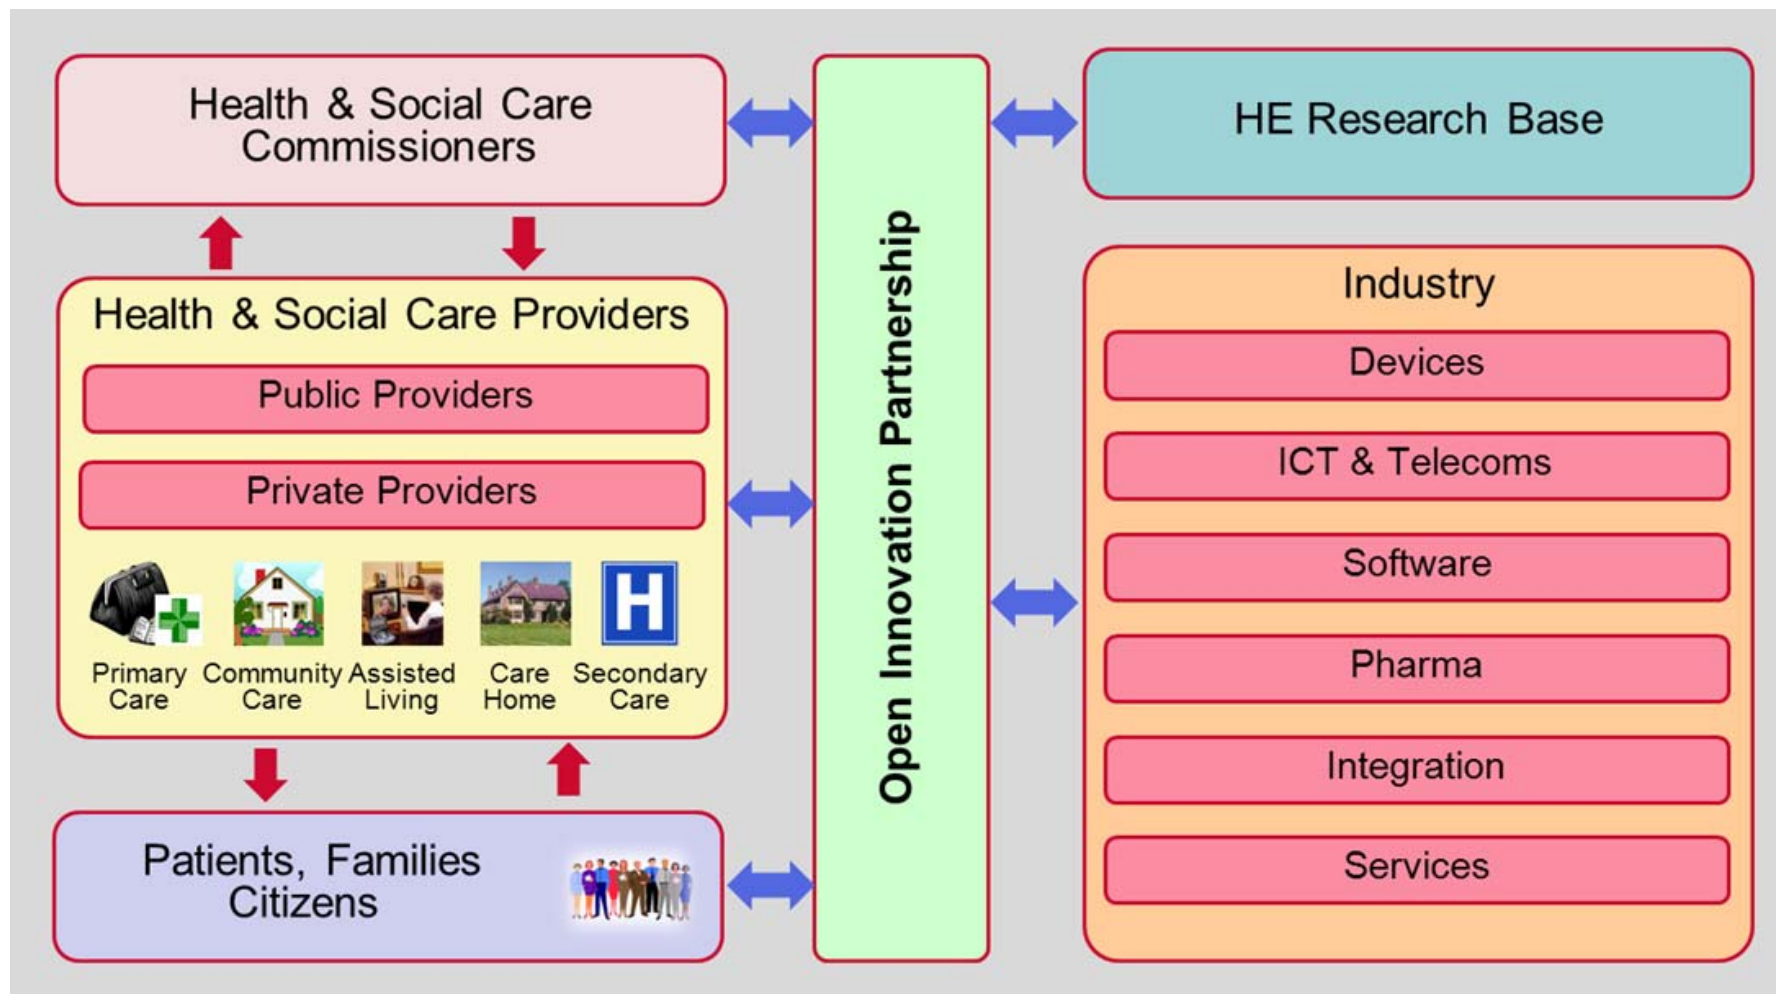 Health & Social Care
Commissioners
Health & Social Care Providers
Public Providers
Private Providers
Primary
Care
Community
Care
Assisted
Living
Care
Home
H
Secondary
Care
Patients, Families
Citizens
Open Innovation Partnership
HE Research Base
Industry
Devices
ICT & Telecoms
Software
Pharma
Integration
Services